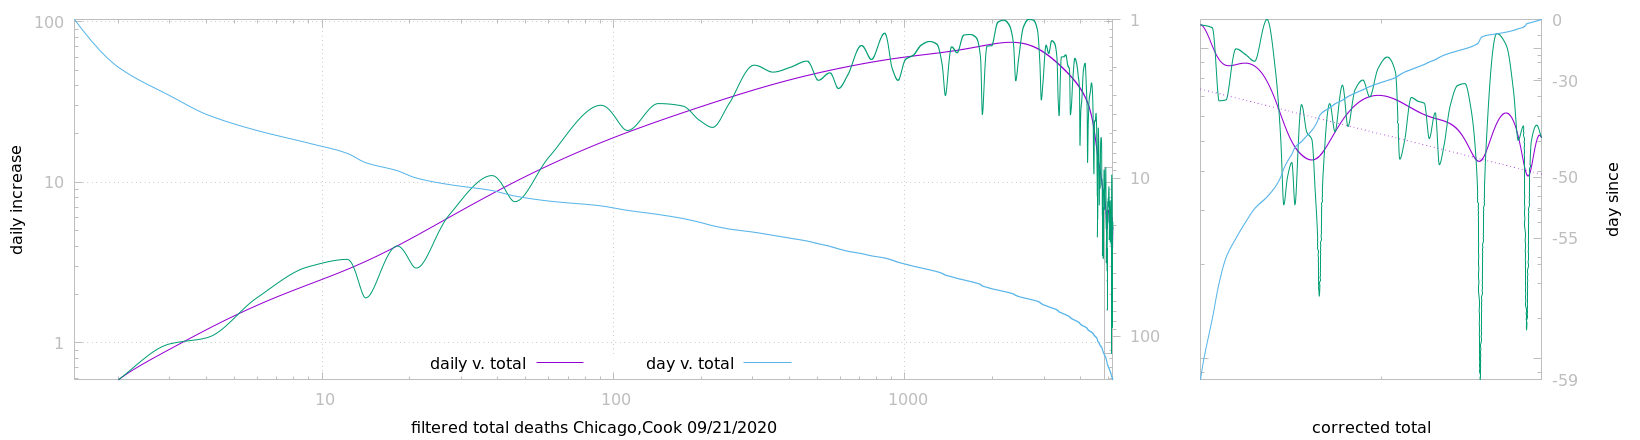 100
10
1
daily increase
10
100
1000
filtered total deaths Chicago,Cook 09/21/2020
daily v. total
day v. total
1
10
100
0
-30
-50
-55
-59
day since
corrected total